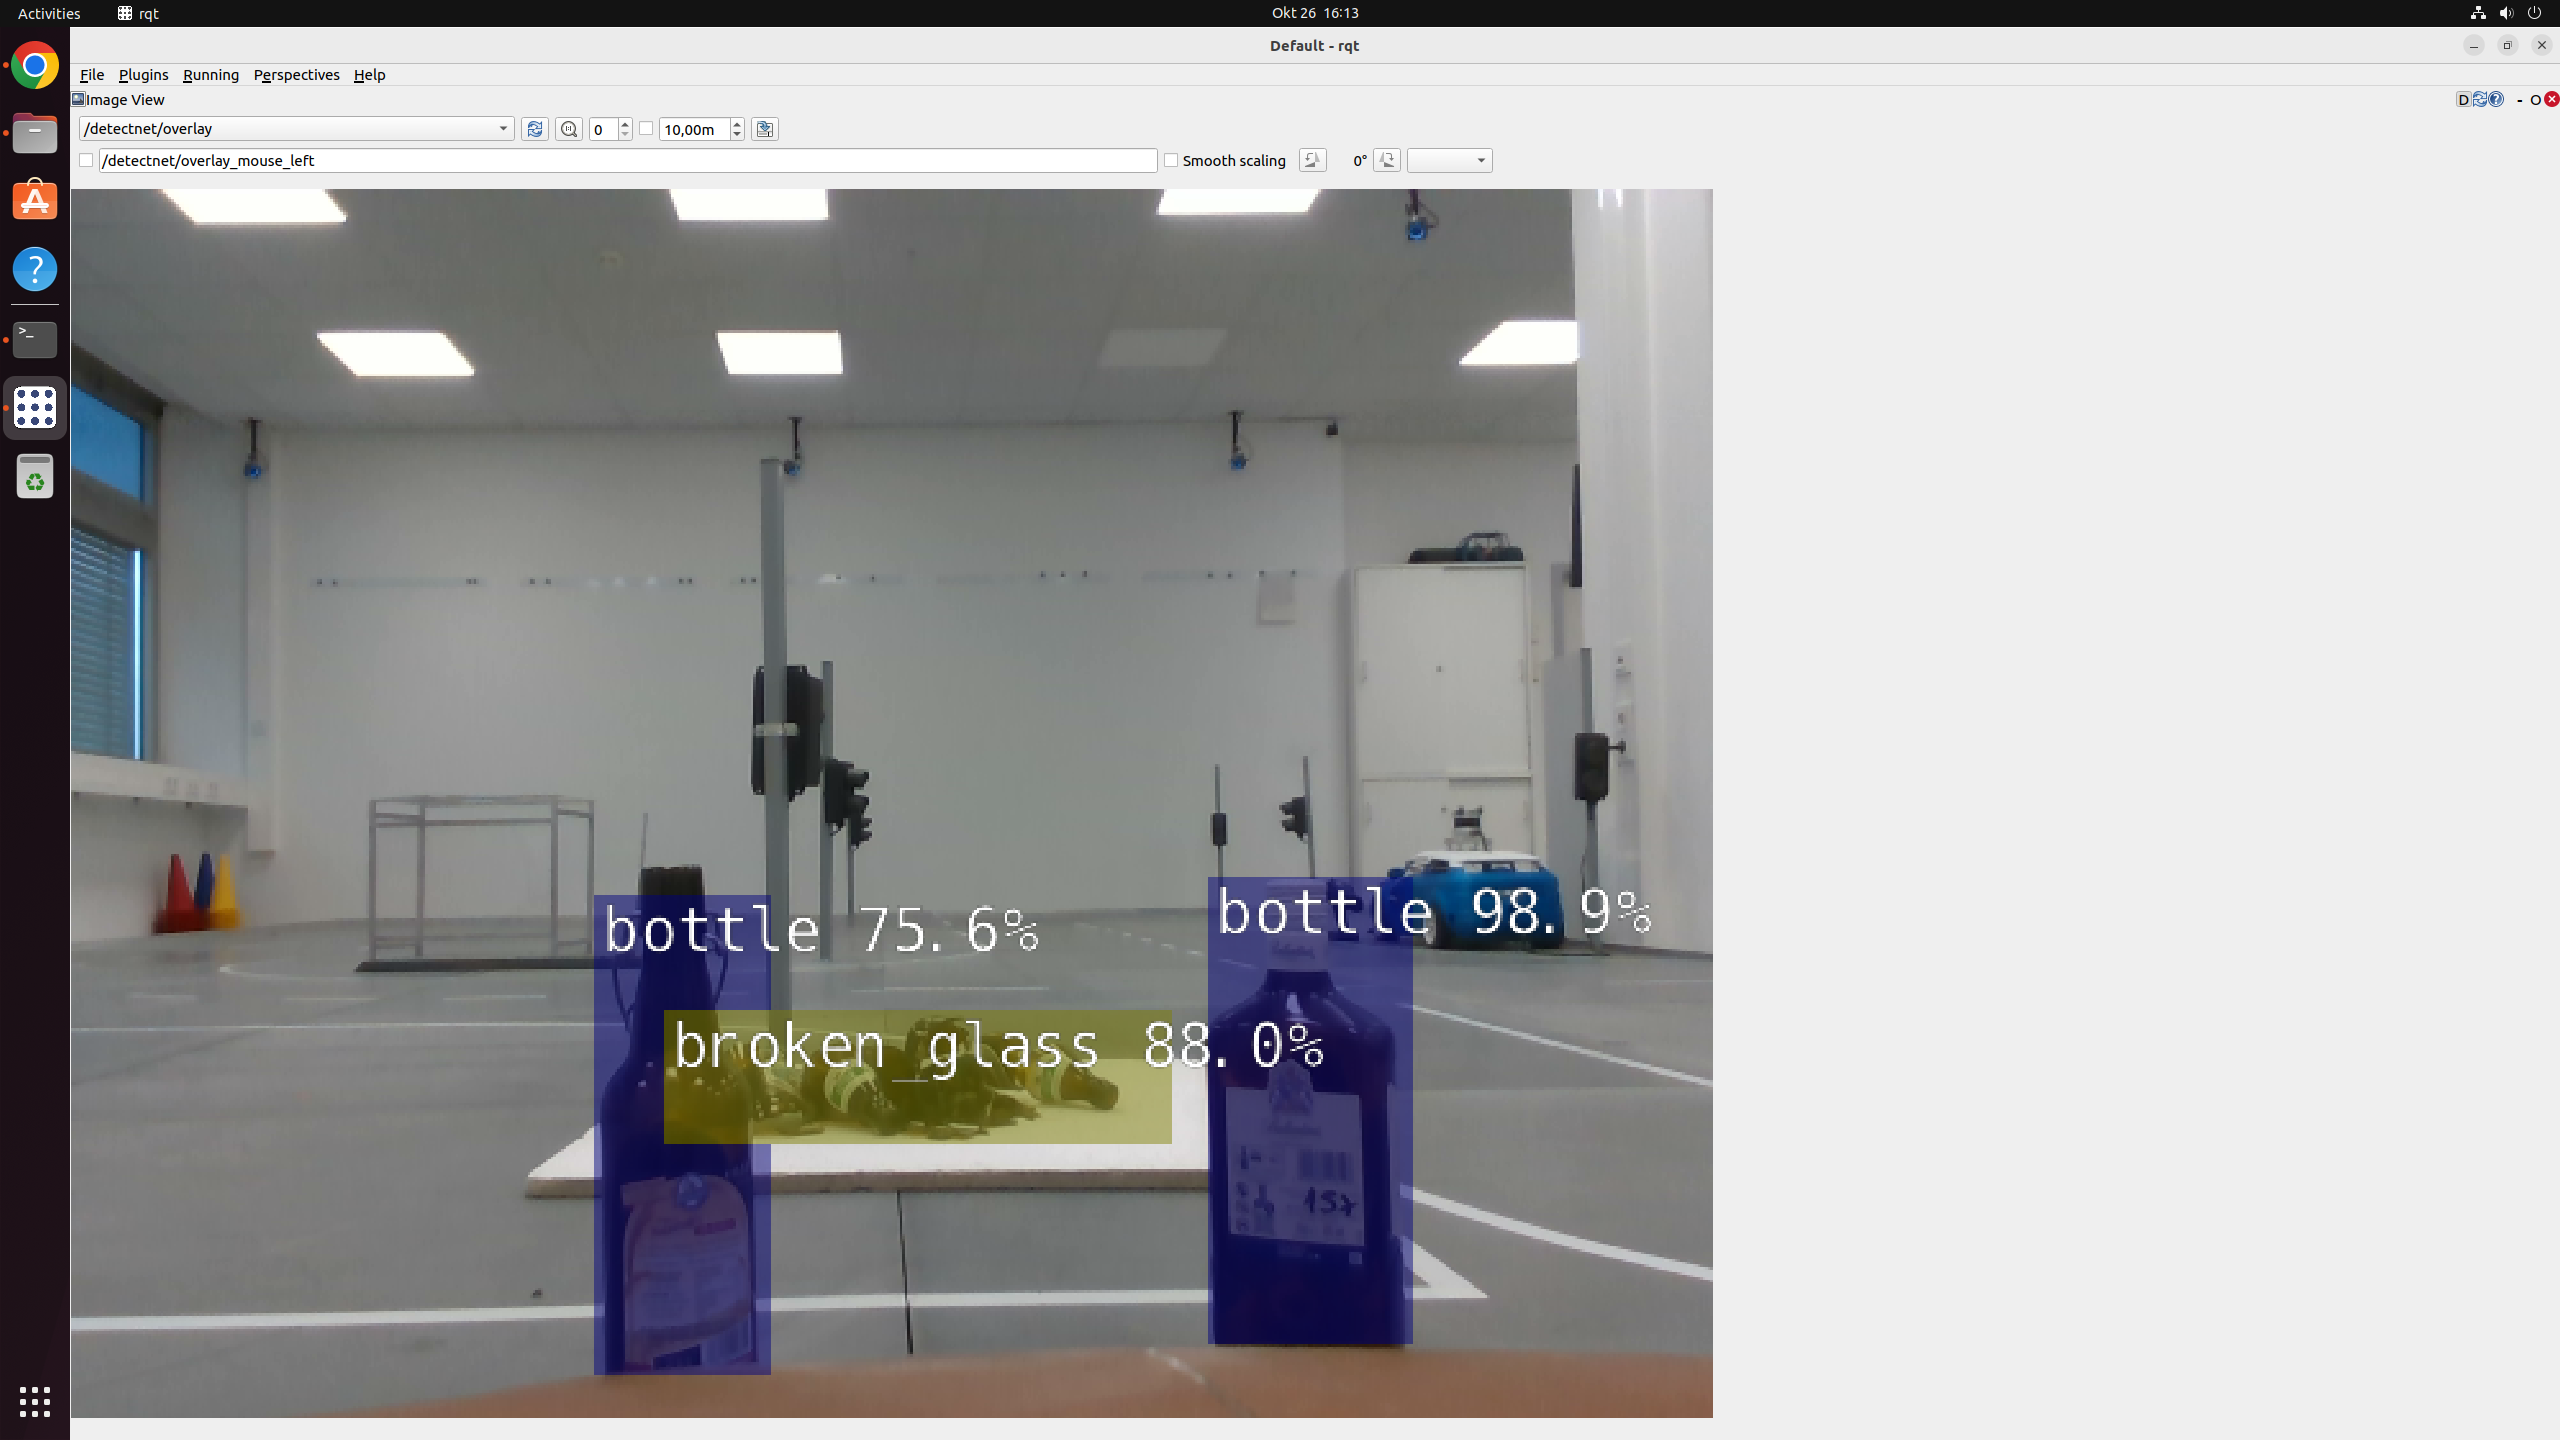 Activities rqt Okt 26 16:13
Default - rqt
File Plugins Running Perspectives Help
Image View D ? - O
/detectnet/overlay 0 10,00m
/detectnet/overlay_mouse_left Smooth scaling 0°
bottle 98.9%
bottle 75.6%
broken_glass 88.0%
157